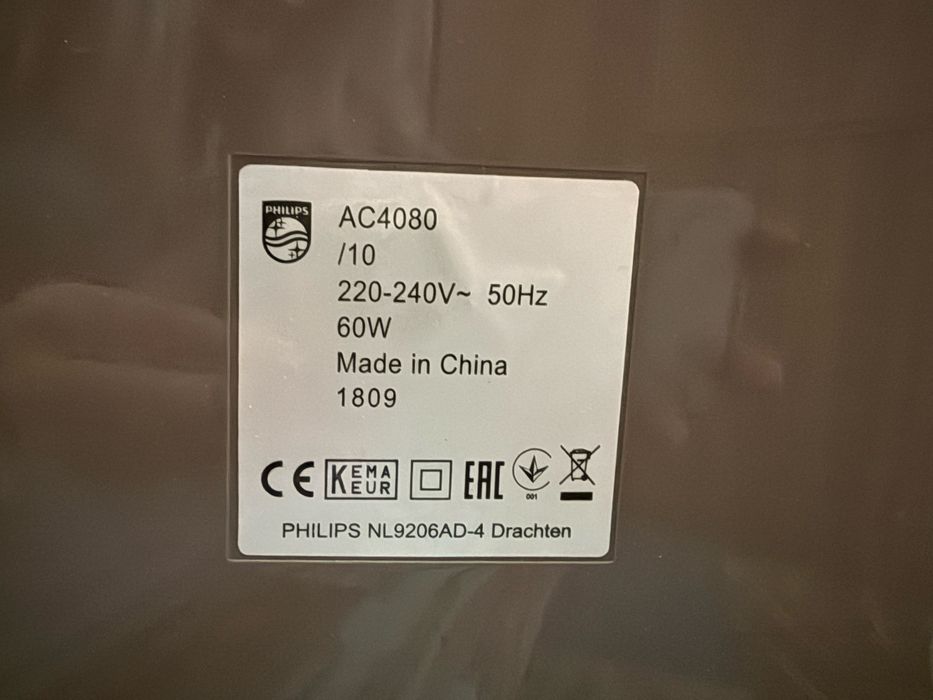 PHILIPS
AC4080
/10
220-240V~ 50Hz
60W
Made in China
1809
CE KEMA EUR EAC 001
PHILIPS NL9206AD-4 Drachten